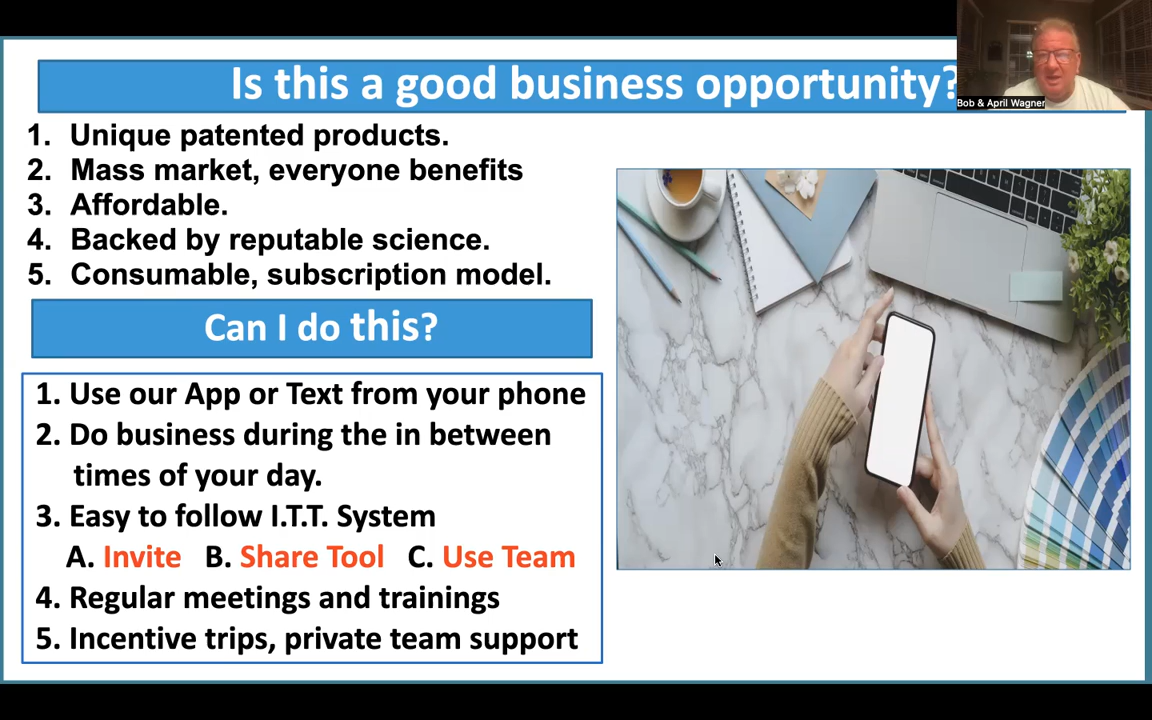 Is this a good business opportunity?
Bob & April Wagner
1. Unique patented products.
2. Mass market, everyone benefits
3. Affordable.
4. Backed by reputable science.
5. Consumable, subscription model.
Can I do this?
1. Use our App or Text from your phone
2. Do business during the in between
times of your day.
3. Easy to follow I.T.T. System
A. Invite B. Share Tool C. Use Team
4. Regular meetings and trainings
5. Incentive trips, private team support